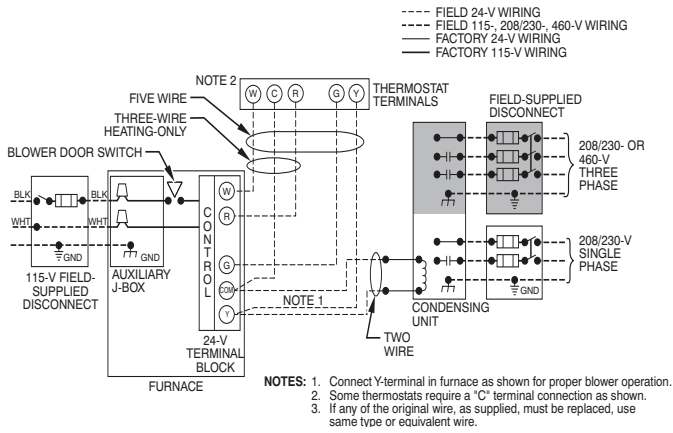 FIELD 24-V WIRING
FIELD 115-, 208/230-, 460-V WIRING
FACTORY 24-V WIRING
FACTORY 115-V WIRING
NOTE 2
W C R G Y
THERMOSTAT
TERMINALS
FIVE WIRE
THREE-WIRE
HEATING-ONLY
BLOWER DOOR SWITCH
FIELD-SUPPLIED
DISCONNECT
208/230- OR
460-V
THREE
PHASE
BLK
BLK
WHT
WHT
GND
GND
115-V FIELD-
SUPPLIED
DISCONNECT
AUXILIARY
J-BOX
CONTROL
W
R
G
COM
Y
NOTE 1
24-V
TERMINAL
BLOCK
FURNACE
TWO
WIRE
CONDENSING
UNIT
GND
208/230-V
SINGLE
PHASE
NOTES: 1. Connect Y-terminal in furnace as shown for proper blower operation.
2. Some thermostats require a "C" terminal connection as shown.
3. If any of the original wire, as supplied, must be replaced, use
same type or equivalent wire.